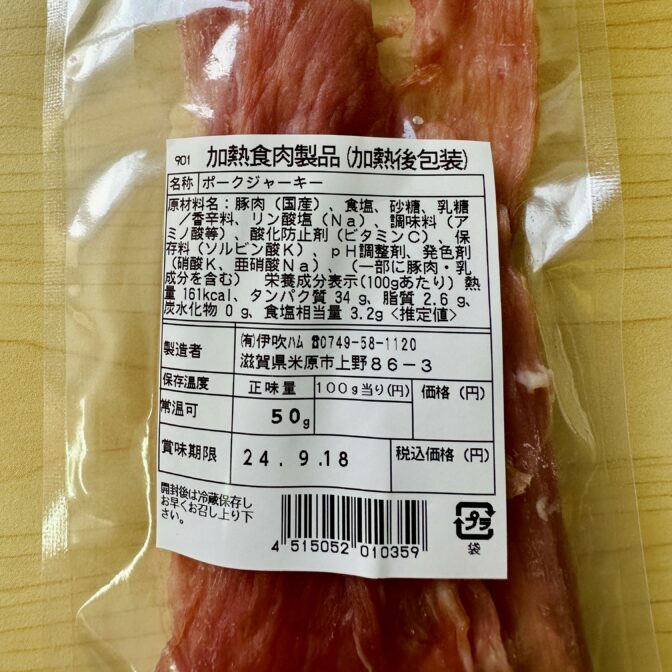 901 加熱食肉製品(加熱後包装)
名称 ポークジャーキー
原材料名:豚肉(国産)、食塩、砂糖、乳糖
/香辛料、リン酸塩(Na)、調味料(ア
ミノ酸等)、酸化防止剤(ビタミンC)、保
存料(ソルビン酸K)、pH調整剤、発色剤
(硝酸K、亜硝酸Na)、(一部に豚肉・乳
成分を含む) 栄養成分表示(100gあたり)熱
量 161kcal、タンパク質 34 g、脂質 2.6 g、
炭水化物 0 g、食塩相当量 3.2g <推定値>
製造者 (有)伊吹ハム ☎0749-58-1120
滋賀県米原市上野86-3
保存温度 正味量 100g当り(円) 価格(円)
常温可 50g
賞味期限 24.9.18 税込価格(円)
開封後は冷蔵保存し
お早くお召し上り下
さい。
4 515052 010359
プラ
袋